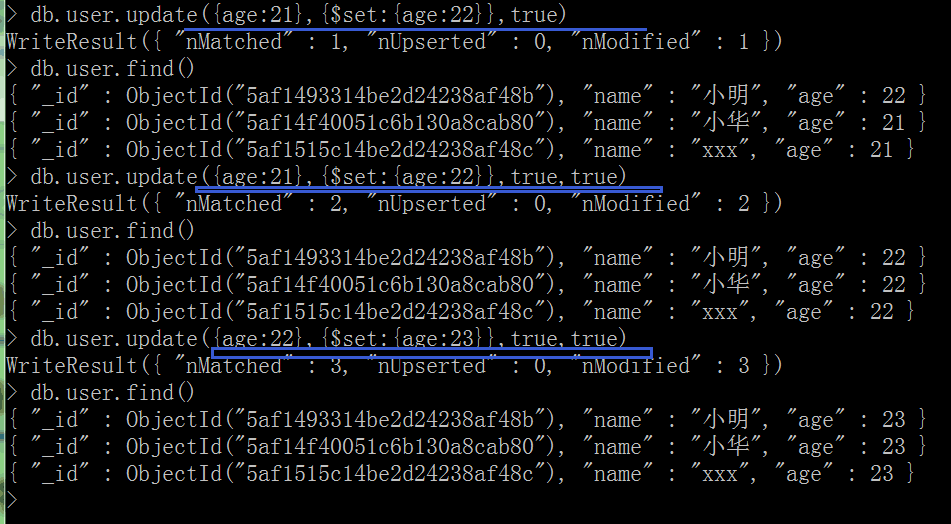 > db.user.update({age:21},{$set:{age:22}},true)
WriteResult({ "nMatched" : 1, "nUpserted" : 0, "nModified" : 1 })
> db.user.find()
{ "_id" : ObjectId("5af1493314be2d24238af48b"), "name" : "小明", "age" : 22 }
{ "_id" : ObjectId("5af14f40051c6b130a8cab80"), "name" : "小华", "age" : 21 }
{ "_id" : ObjectId("5af1515c14be2d24238af48c"), "name" : "xxx", "age" : 21 }
> db.user.update({age:21},{$set:{age:22}},true,true)
WriteResult({ "nMatched" : 2, "nUpserted" : 0, "nModified" : 2 })
> db.user.find()
{ "_id" : ObjectId("5af1493314be2d24238af48b"), "name" : "小明", "age" : 22 }
{ "_id" : ObjectId("5af14f40051c6b130a8cab80"), "name" : "小华", "age" : 22 }
{ "_id" : ObjectId("5af1515c14be2d24238af48c"), "name" : "xxx", "age" : 22 }
> db.user.update({age:22},{$set:{age:23}},true,true)
WriteResult({ "nMatched" : 3, "nUpserted" : 0, "nModified" : 3 })
> db.user.find()
{ "_id" : ObjectId("5af1493314be2d24238af48b"), "name" : "小明", "age" : 23 }
{ "_id" : ObjectId("5af14f40051c6b130a8cab80"), "name" : "小华", "age" : 23 }
{ "_id" : ObjectId("5af1515c14be2d24238af48c"), "name" : "xxx", "age" : 23 }
>